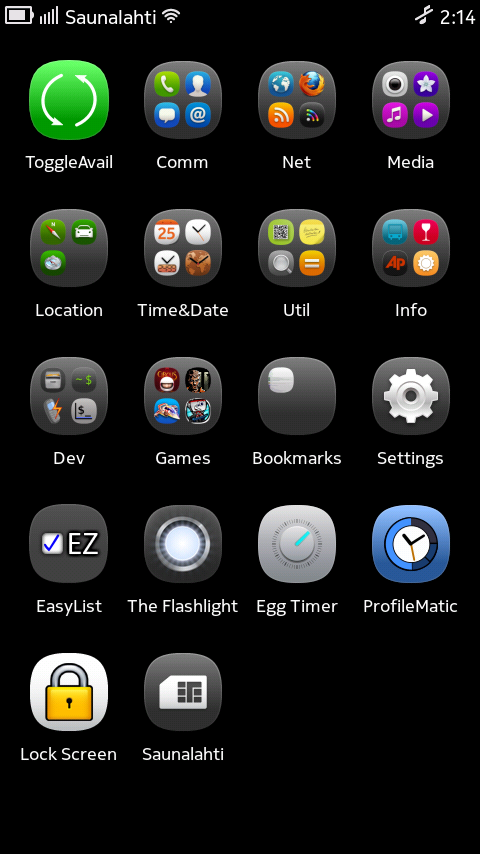 Saunalahti 2:14
ToggleAvail Comm Net Media
25
Location Time&Date Util Info
AP
~$ $_
Dev Games Bookmarks Settings
EZ
EasyList The Flashlight Egg Timer ProfileMatic
Lock Screen Saunalahti